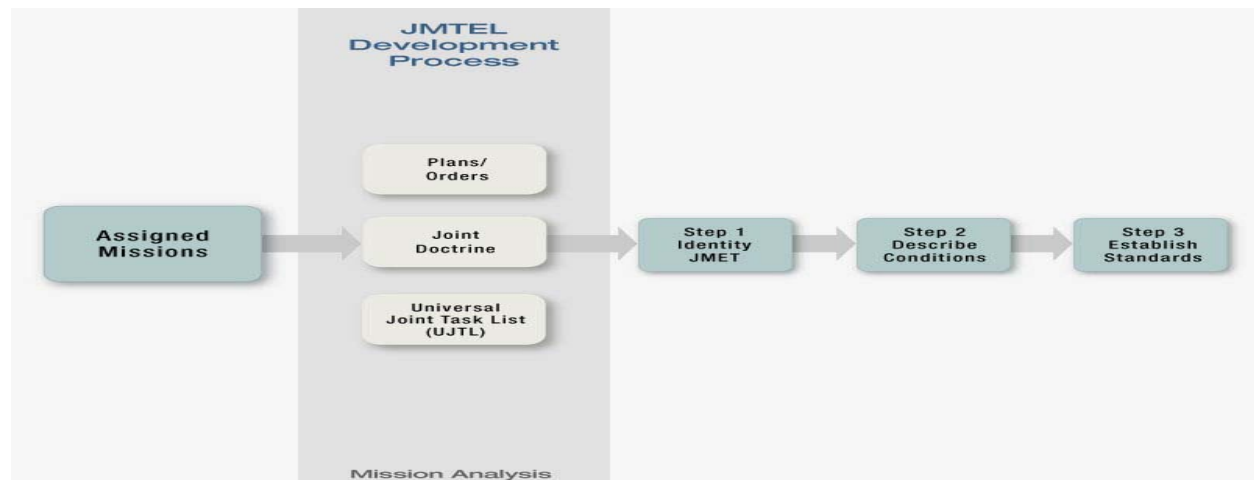 JMTEL
Development
Process
Plans/
Orders
Assigned
Missions
Joint
Doctrine
Step 1
Identity
JMET
Step 2
Describe
Conditions
Step 3
Establish
Standards
Universal
Joint Task List
(UJTL)
Mission Analysis